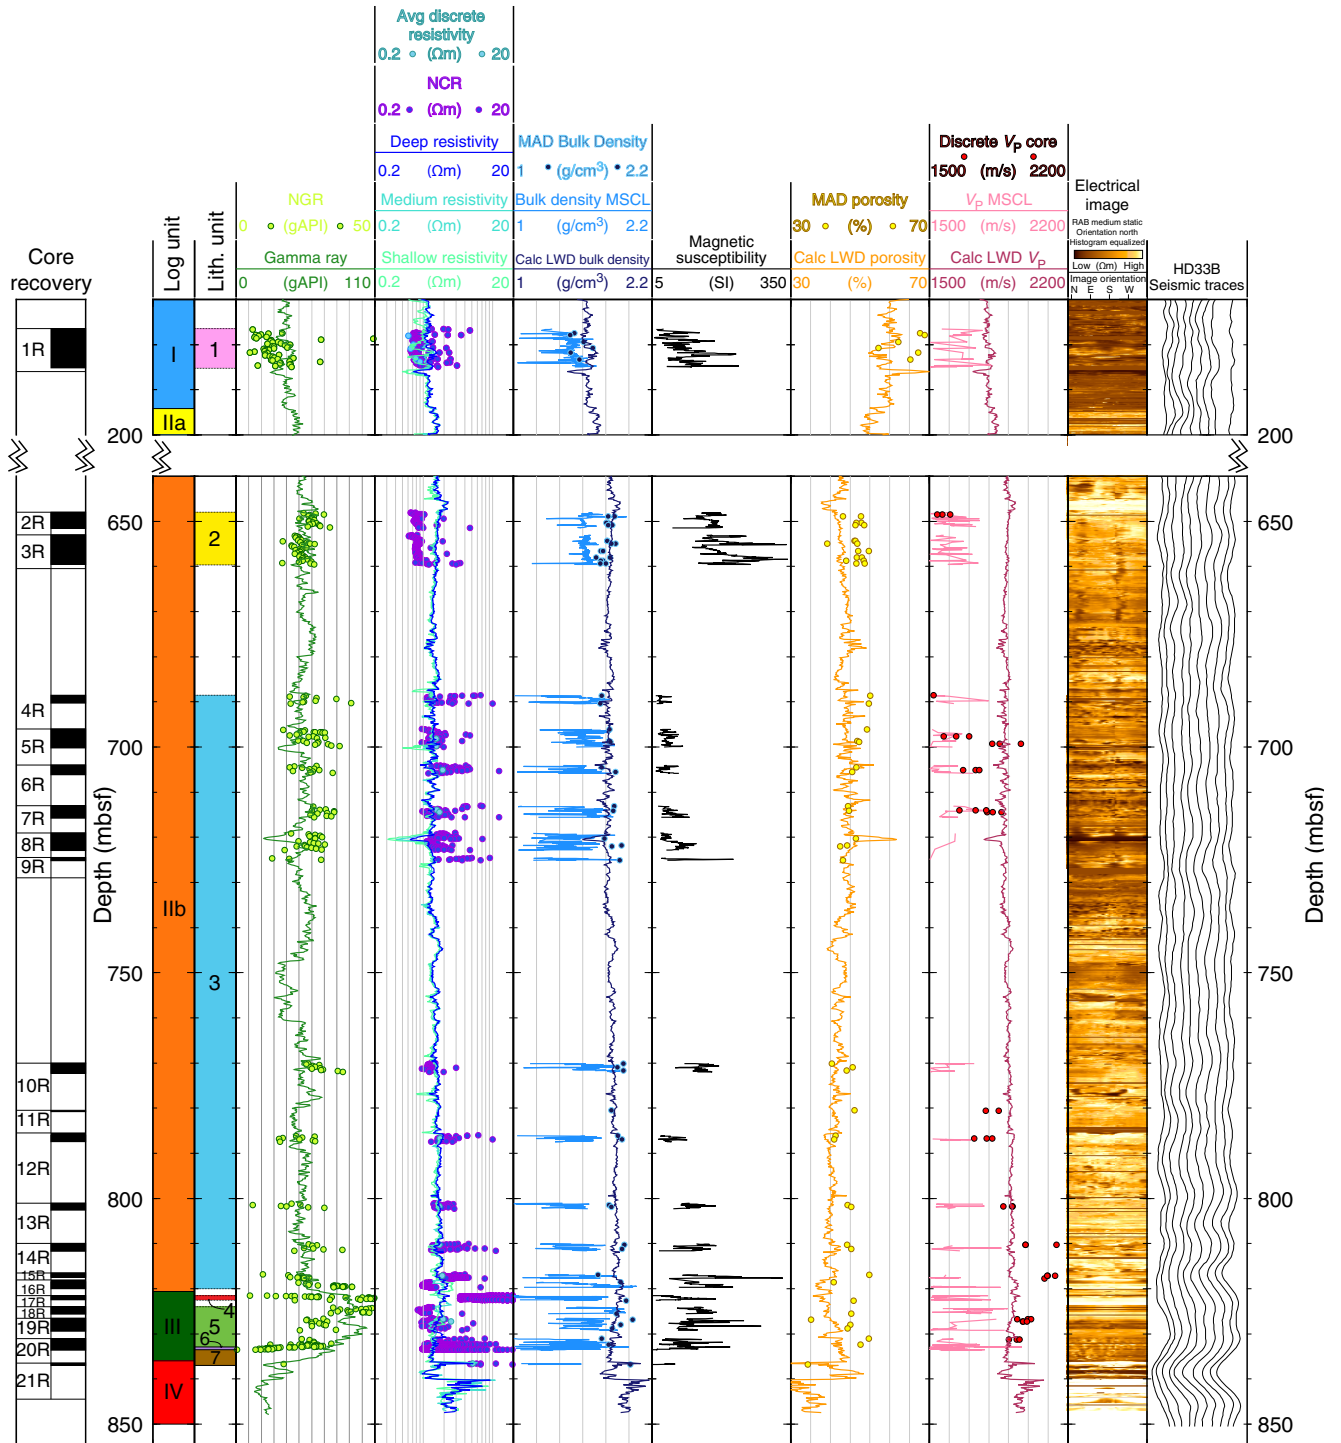 Avg discrete
resistivity
0.2 (Ωm) 20
NCR
0.2 (Ωm) 20
Deep resistivity
0.2 (Ωm) 20
MAD Bulk Density
1 (g/cm³) 2.2
Discrete VP core
1500 (m/s) 2200
NGR
0 (gAPI) 50
Medium resistivity
0.2 (Ωm) 20
Bulk density MSCL
1 (g/cm³) 2.2
MAD porosity
30 (%) 70
VP MSCL
1500 (m/s) 2200
Electrical
image
RAB medium static
Orientation north
Histogram equalized
Low (Ωm) High
Image orientation
N E S W
Core
recovery
Log unit
Lith. unit
Gamma ray
0 (gAPI) 110
Shallow resistivity
0.2 (Ωm) 20
Calc LWD bulk density
1 (g/cm³) 2.2
Magnetic
susceptibility
5 (SI) 350
Calc LWD porosity
30 (%) 70
Calc LWD VP
1500 (m/s) 2200
HD33B
Seismic traces
1R
I
1
IIa
200
200
2R
650
2
650
3R
4R
5R
700
700
6R
7R
8R
9R
Depth (mbsf)
IIb
3
Depth (mbsf)
750
750
10R
11R
12R
800
800
13R
14R
15R
16R
17R
18R
4
19R
III
5
6
20R
7
21R
IV
850
850